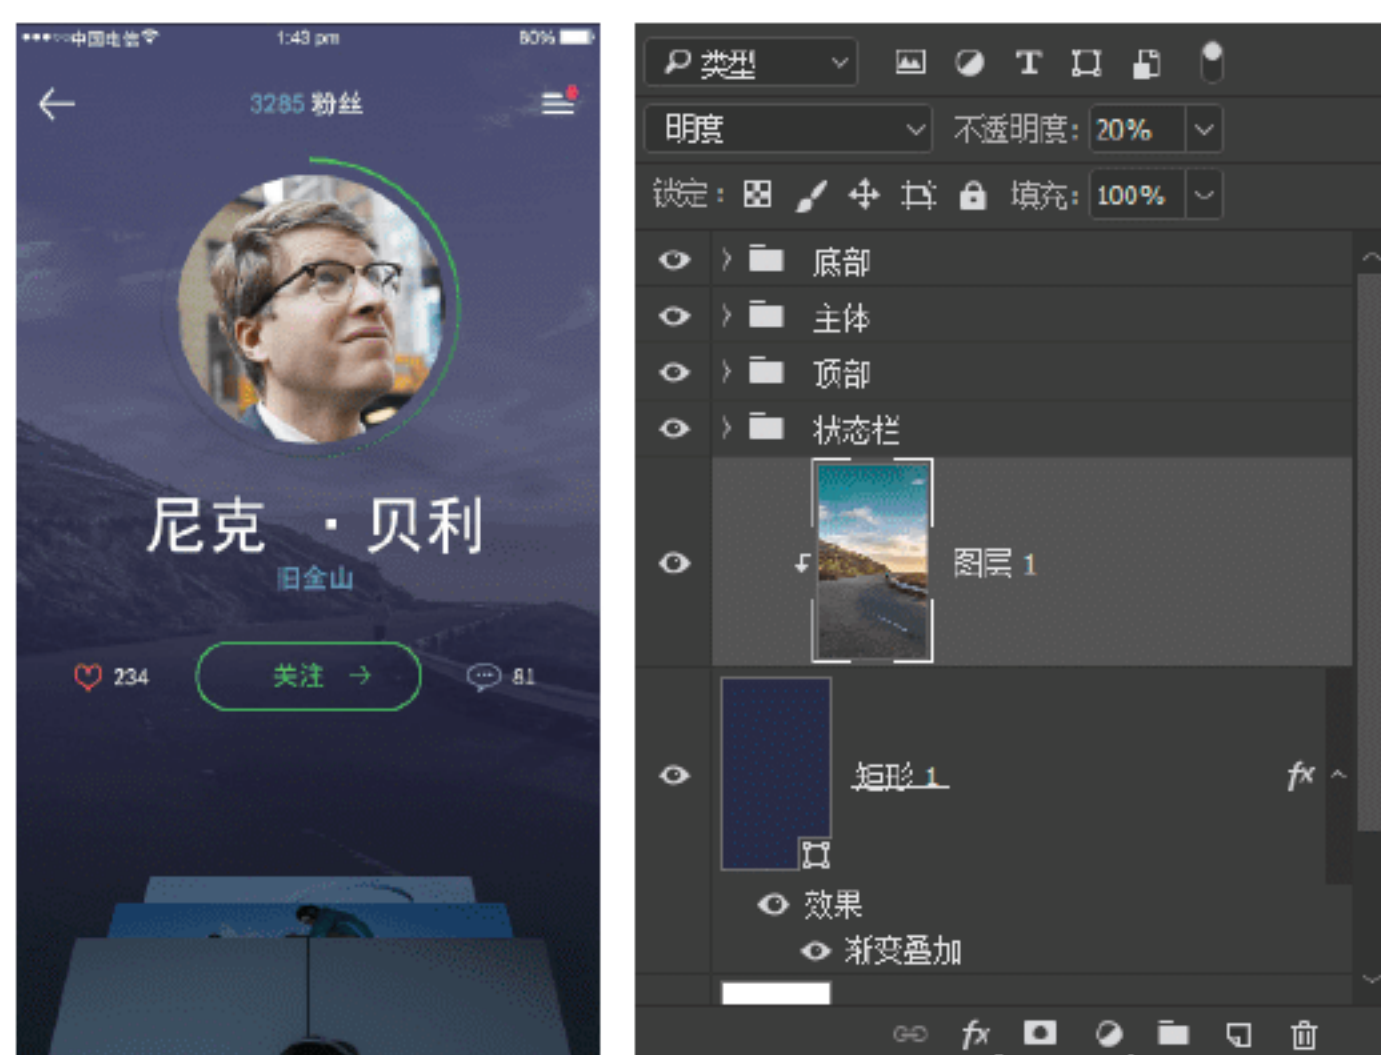 中国电信 1:43 pm 80%
3285 粉丝
尼克 · 贝利
旧金山
234 关注 → 81
类型 T
明度 不透明度: 20%
锁定: 填充: 100%
底部
主体
顶部
状态栏
图层 1
矩形 1 fx
效果
渐变叠加
fx